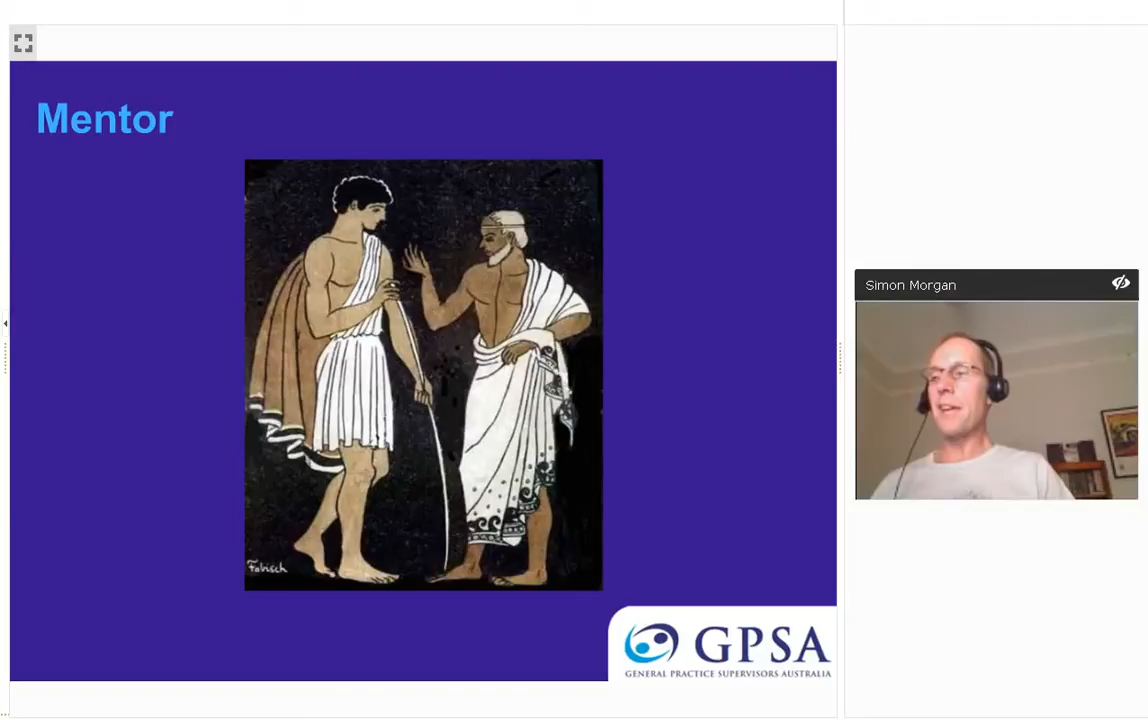 Mentor
Fabisch
GPSA
GENERAL PRACTICE SUPERVISORS AUSTRALIA
Simon Morgan